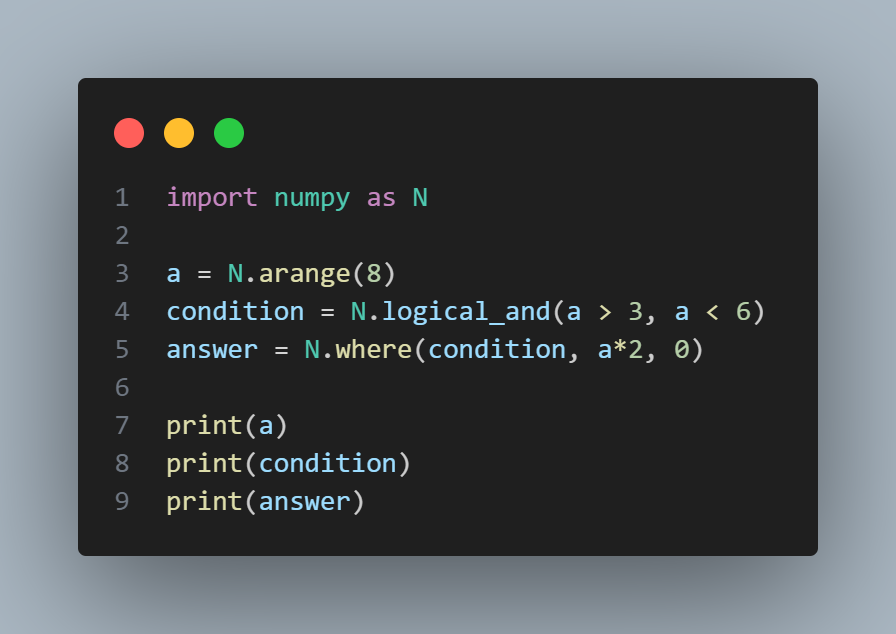 1 import numpy as N
2
3 a = N.arange(8)
4 condition = N.logical_and(a > 3, a < 6)
5 answer = N.where(condition, a*2, 0)
6
7 print(a)
8 print(condition)
9 print(answer)